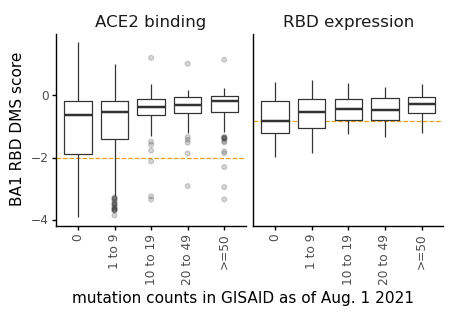 ACE2 binding
RBD expression
BA1 RBD DMS score
0
−2
−4
0
1 to 9
10 to 19
20 to 49
>=50
0
1 to 9
10 to 19
20 to 49
>=50
mutation counts in GISAID as of Aug. 1 2021